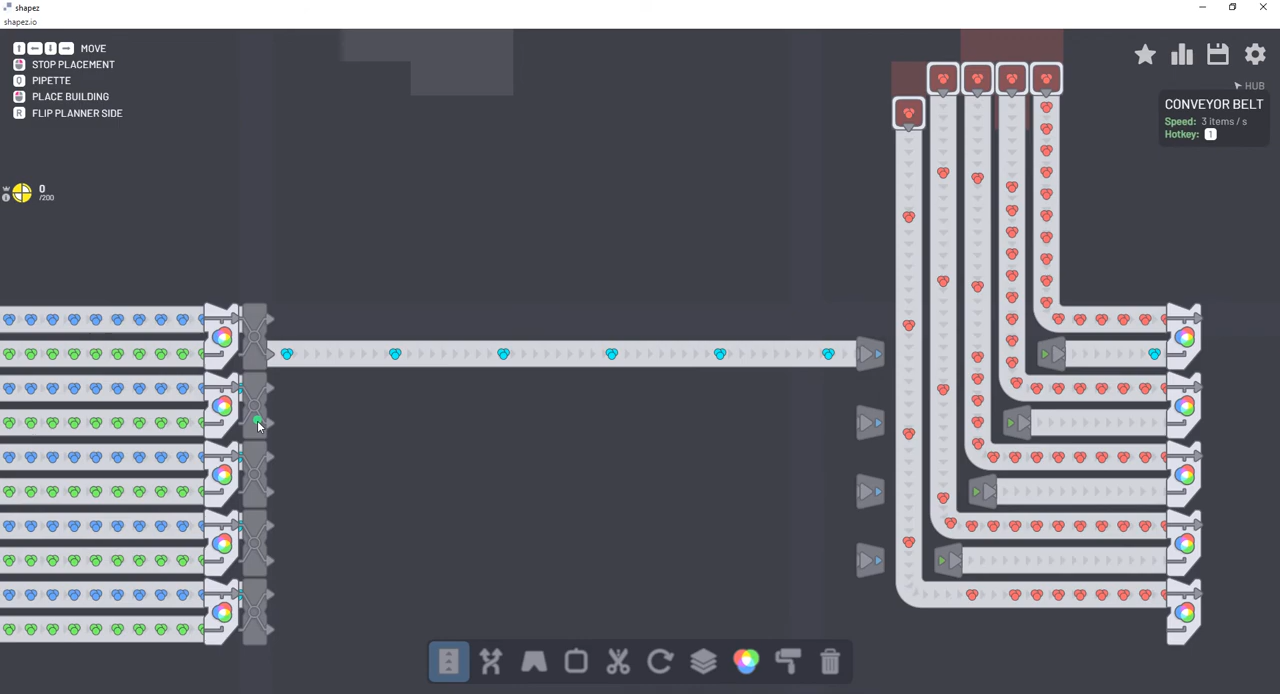 shapez
shapez.io
MOVE
STOP PLACEMENT
PIPETTE
PLACE BUILDING
R FLIP PLANNER SIDE
HUB
CONVEYOR BELT
Speed: 3 items / s
Hotkey: 1
0
/200